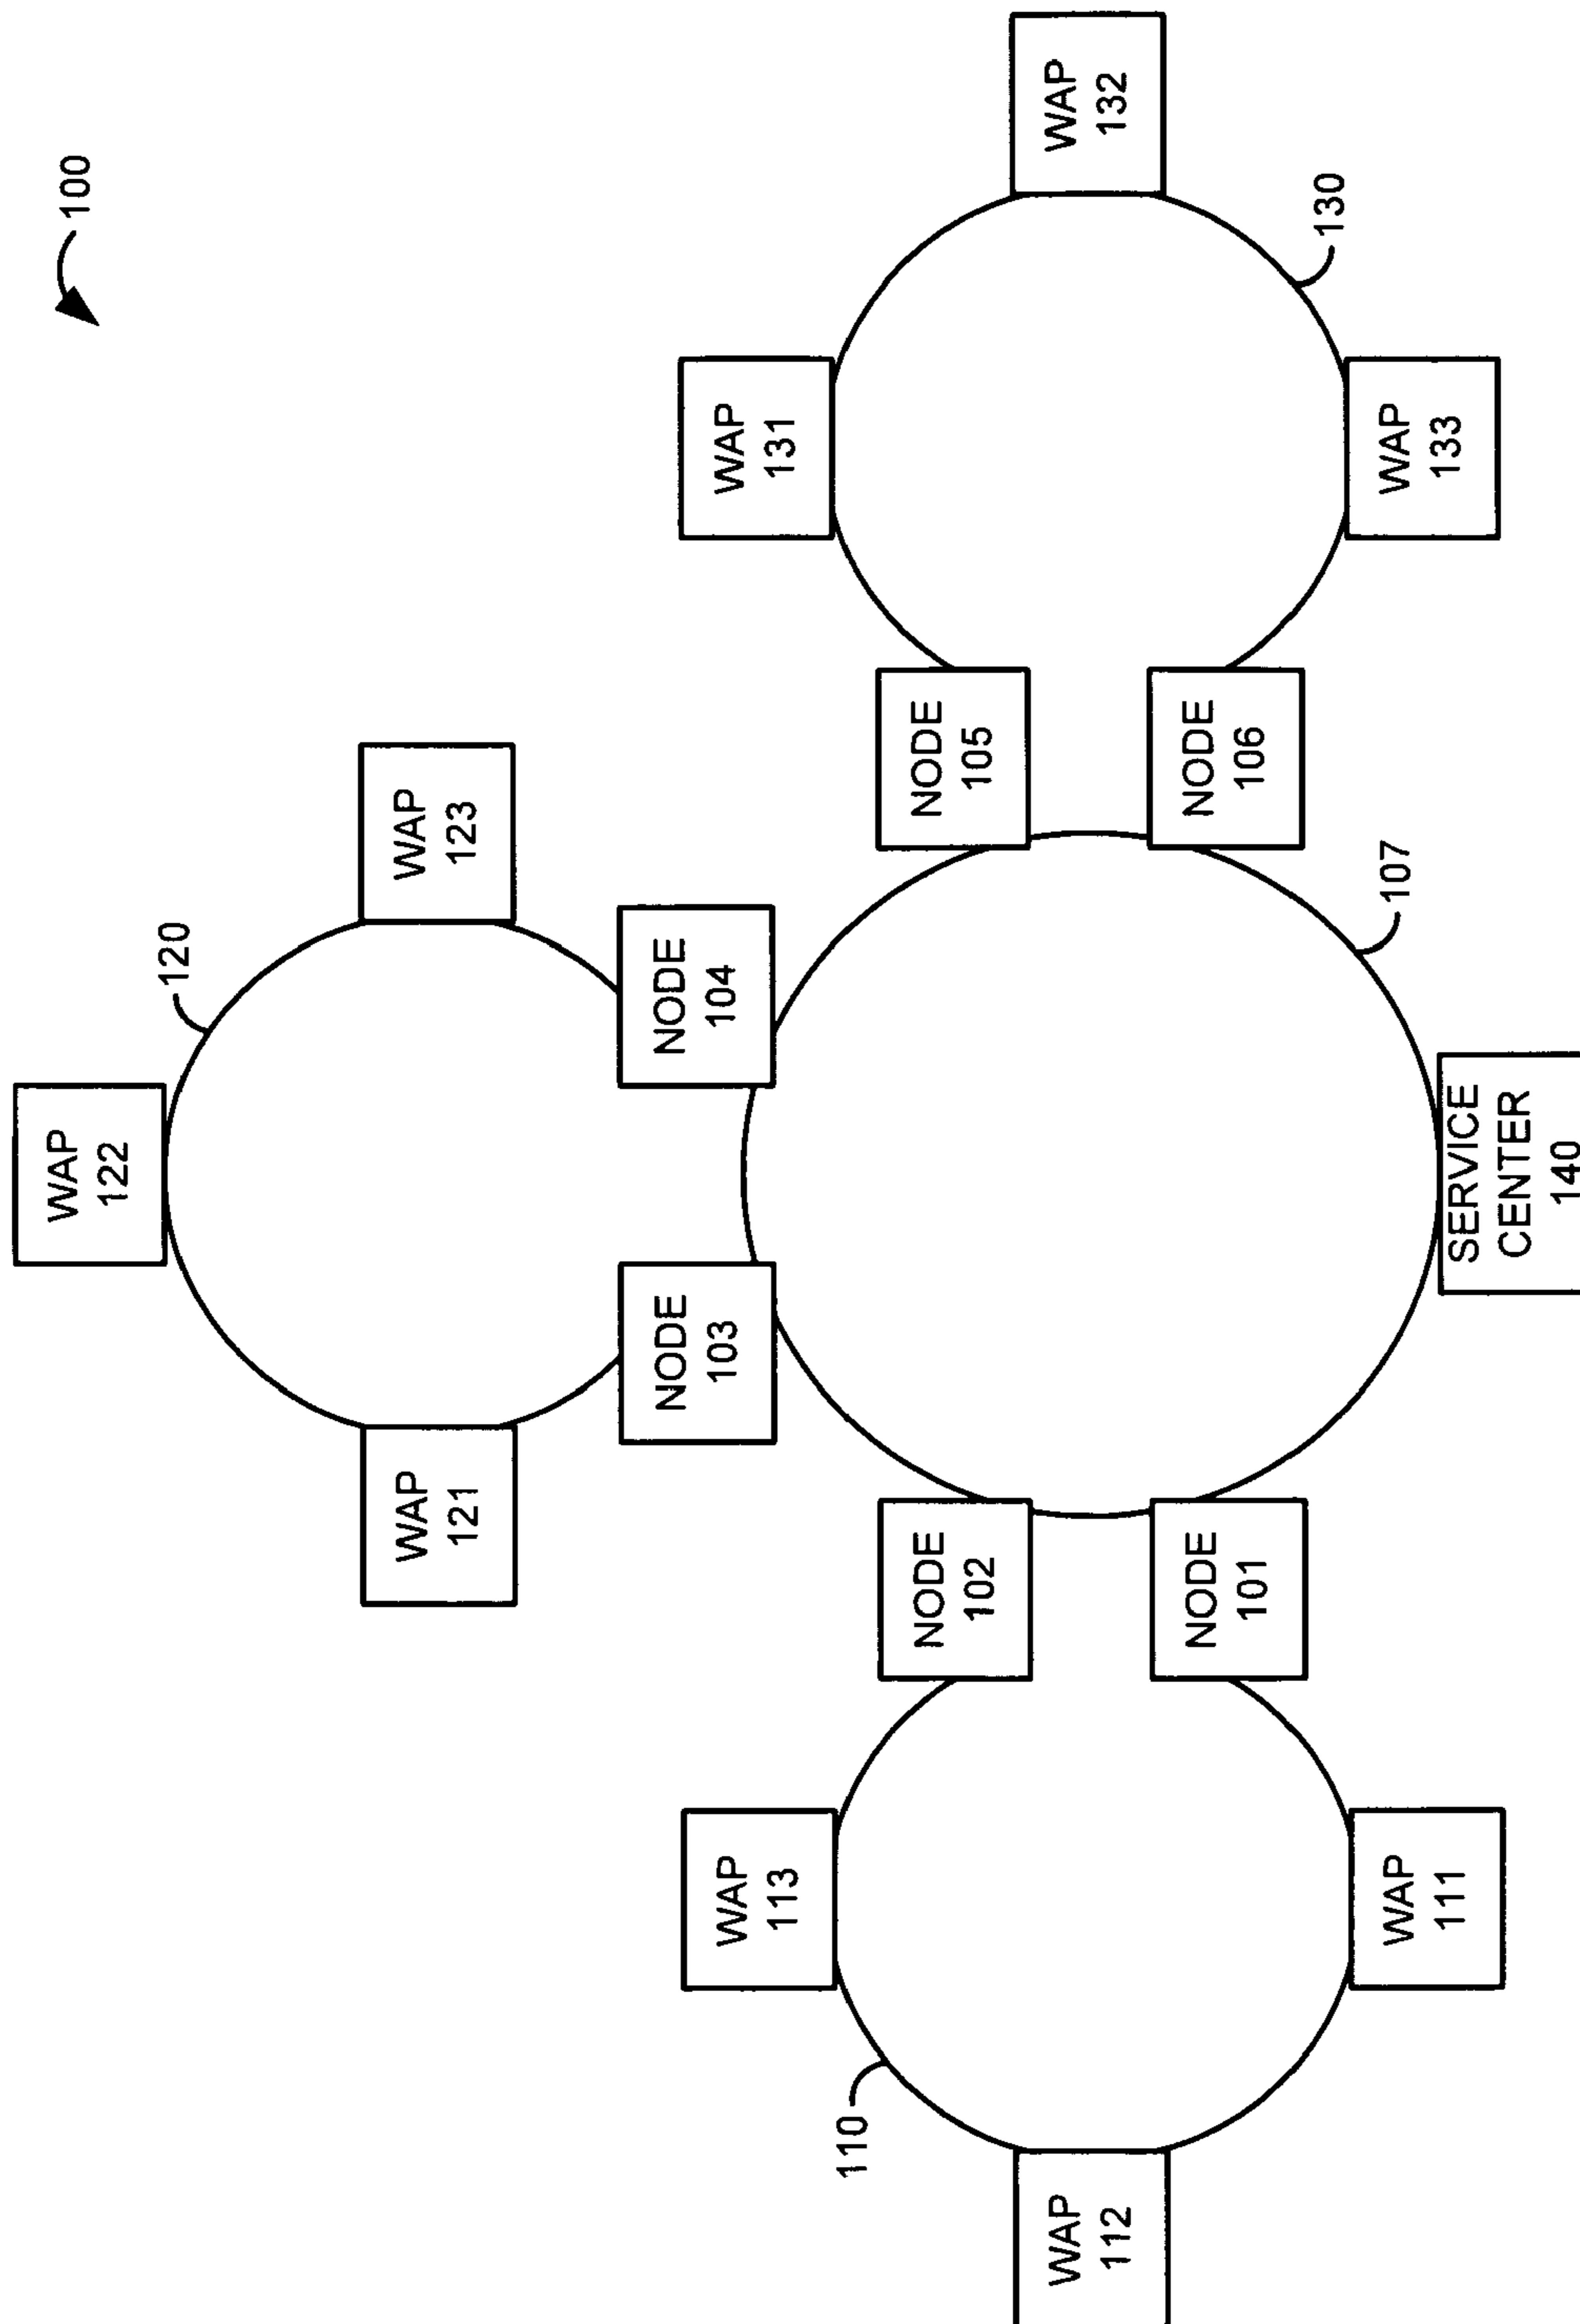 100
WAP
122
120
WAP
121
WAP
123
NODE
103
NODE
104
WAP
113
WAP
131
NODE
102
NODE
105
110
WAP
112
WAP
132
NODE
101
NODE
106
WAP
111
WAP
133
107
130
SERVICE
CENTER
140